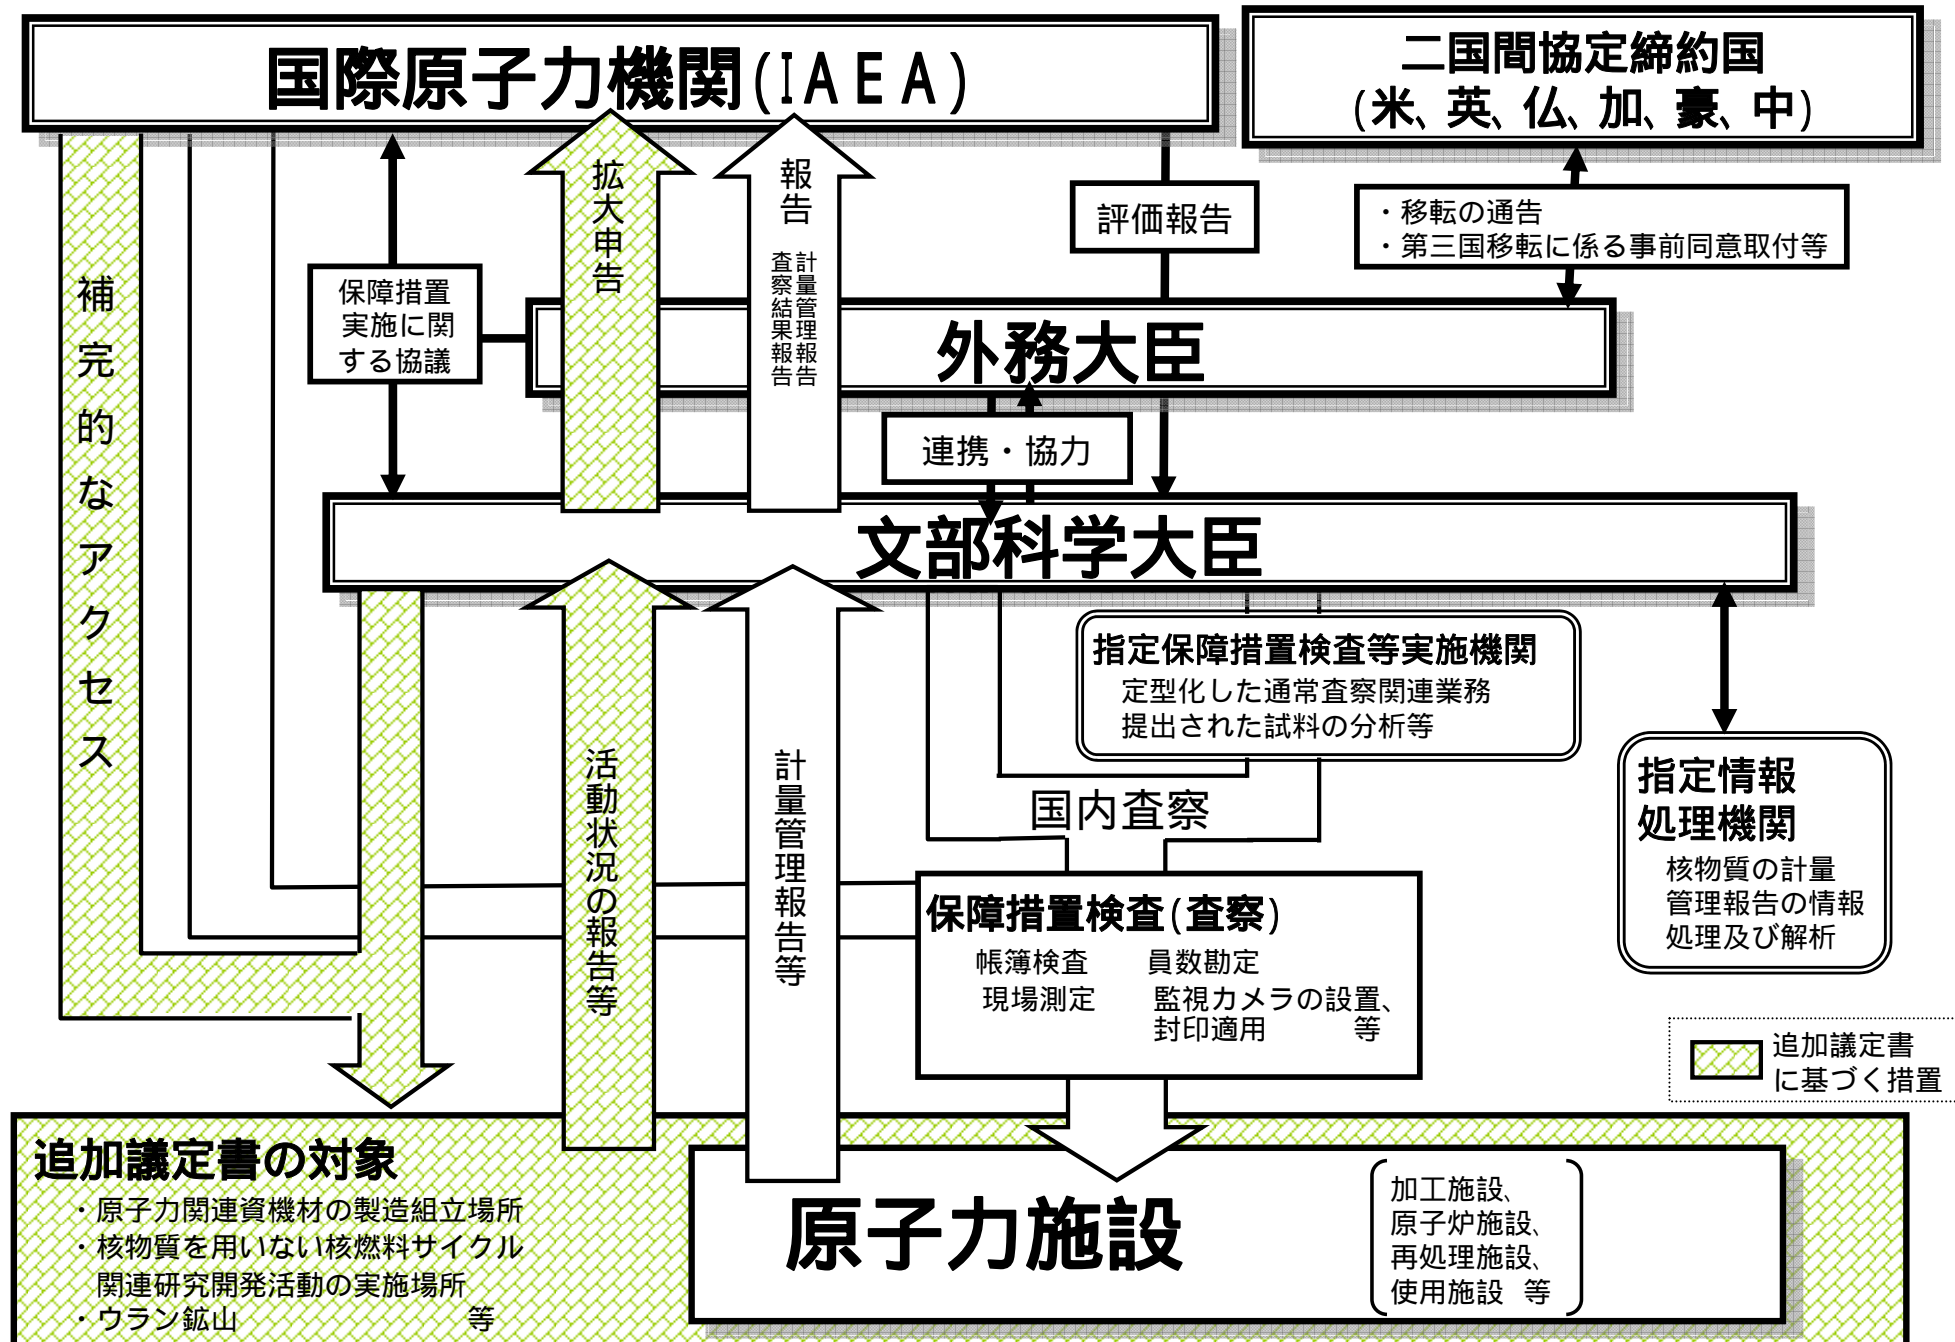 国際原子力機関(IAEA)
二国間協定締約国
(米、英、仏、加、豪、中)
拡大申告
報告
計量管理報告
査察結果報告
評価報告
・移転の通告
・第三国移転に係る事前同意取付等
保障措置
実施に関
する協議
外務大臣
連携・協力
補完的なアクセス
文部科学大臣
指定保障措置検査等実施機関
定型化した通常査察関連業務
提出された試料の分析等
活動状況の報告等
計量管理報告等
国内査察
指定情報
処理機関
核物質の計量
管理報告の情報
処理及び解析
保障措置検査(査察)
帳簿検査 員数勘定
現場測定 監視カメラの設置、
封印適用 等
追加議定書
に基づく措置
追加議定書の対象
・原子力関連資機材の製造組立場所
・核物質を用いない核燃料サイクル
関連研究開発活動の実施場所
・ウラン鉱山 等
原子力施設
加工施設、
原子炉施設、
再処理施設、
使用施設 等